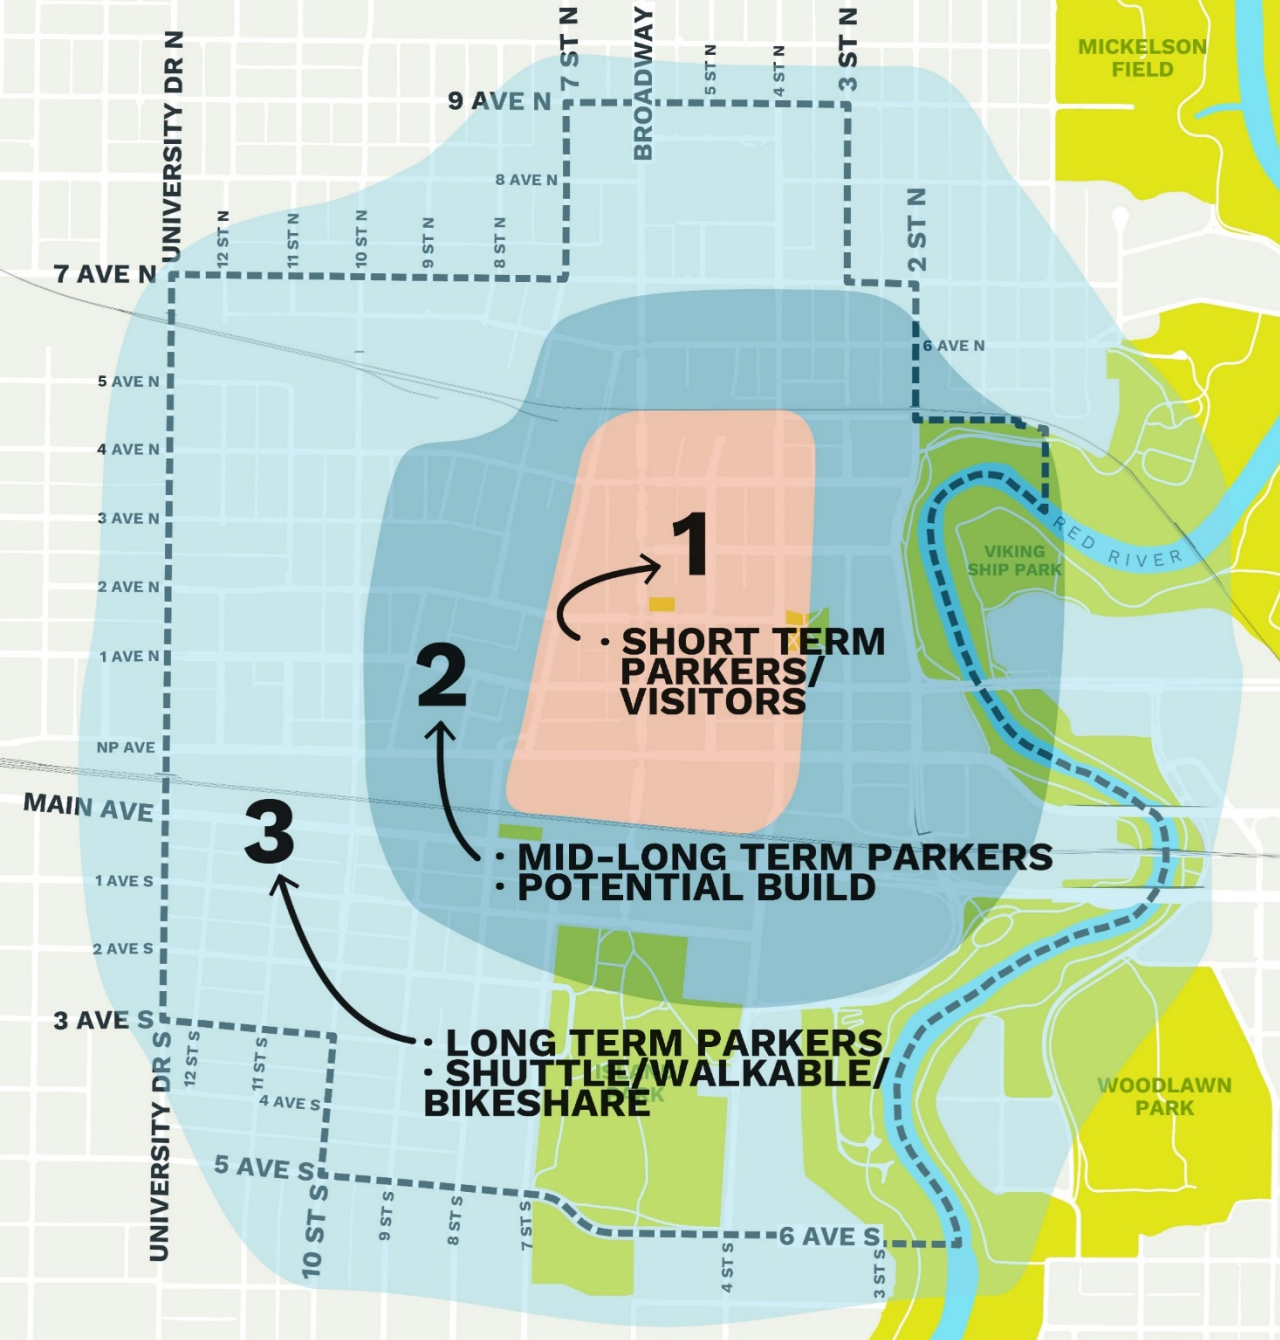 MICKELSON
FIELD
UNIVERSITY DR N
7 ST N
BROADWAY
5 ST N
4 ST N
3 ST N
9 AVE N
8 AVE N
12 ST N
11 ST N
10 ST N
9 ST N
8 ST N
2 ST N
7 AVE N
6 AVE N
5 AVE N
4 AVE N
3 AVE N
2 AVE N
1 AVE N
NP AVE
MAIN AVE
1 AVE S
2 AVE S
3 AVE S
RED RIVER
VIKING
SHIP PARK
1
· SHORT TERM
PARKERS/
VISITORS
2
· MID-LONG TERM PARKERS
· POTENTIAL BUILD
3
· LONG TERM PARKERS
· SHUTTLE/WALKABLE/
BIKESHARE
WOODLAWN
PARK
UNIVERSITY DR S
12 ST S
11 ST S
4 AVE S
5 AVE S
10 ST S
9 ST S
8 ST S
7 ST S
6 AVE S
4 ST S
3 ST S